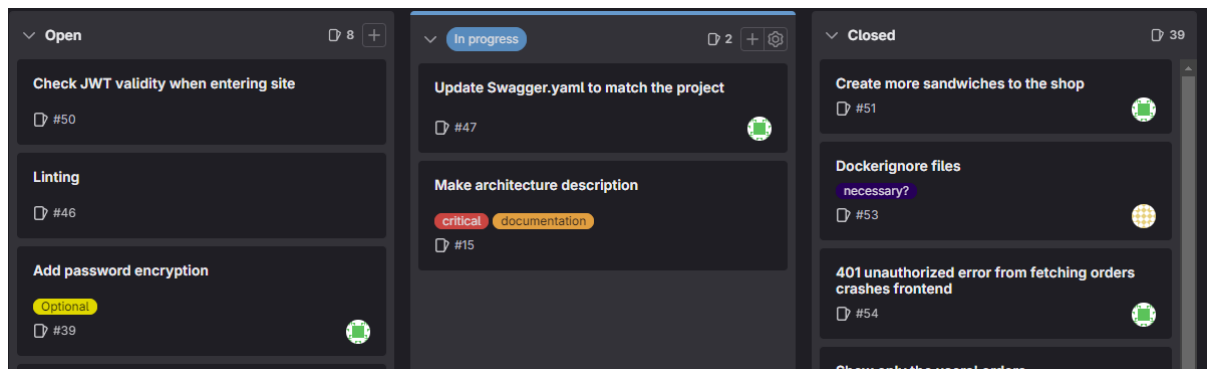 Open 8
Check JWT validity when entering site
#50
Linting
#46
Add password encryption
Optional
#39
In progress 2
Update Swagger.yaml to match the project
#47
Make architecture description
critical documentation
#15
Closed 39
Create more sandwiches to the shop
#51
Dockerignore files
necessary?
#53
401 unauthorized error from fetching orders
crashes frontend
#54